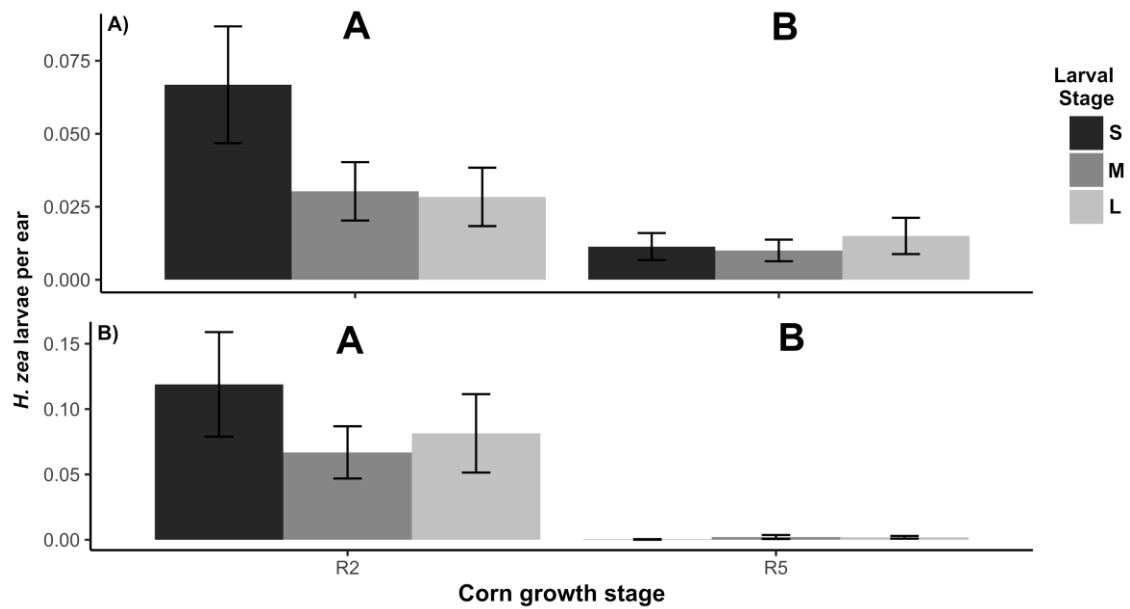 A)
A
B
0.075
0.050
0.025
0.000
Larval
Stage
S
M
L
H. zea larvae per ear
B)
A
B
0.15
0.10
0.05
0.00
R2
R5
Corn growth stage